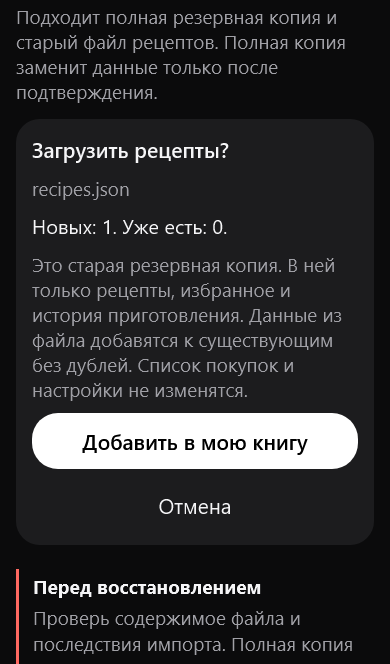 Подходит полная резервная копия и
старый файл рецептов. Полная копия
заменит данные только после
подтверждения.
Загрузить рецепты?
recipes.json
Новых: 1. Уже есть: 0.
Это старая резервная копия. В ней
только рецепты, избранное и
история приготовления. Данные из
файла добавятся к существующим
без дублей. Список покупок и
настройки не изменятся.
Добавить в мою книгу
Отмена
Перед восстановлением
Проверь содержимое файла и
последствия импорта. Полная копия